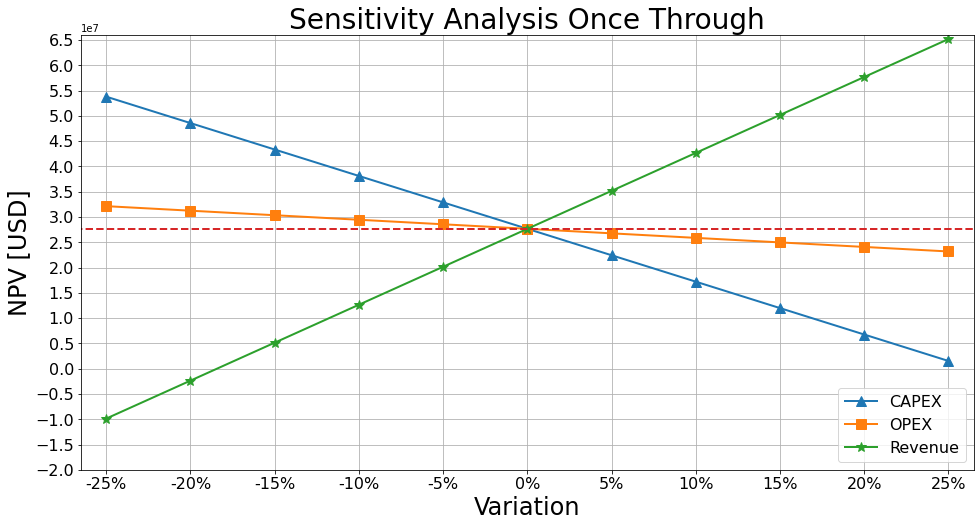 Sensitivity Analysis Once Through
1e7
6.5
6.0
5.5
5.0
4.5
4.0
3.5
3.0
2.5
2.0
1.5
1.0
0.5
0.0
−0.5
−1.0
−1.5
−2.0
NPV [USD]
-25% -20% -15% -10% -5% 0% 5% 10% 15% 20% 25%
Variation
CAPEX
OPEX
Revenue